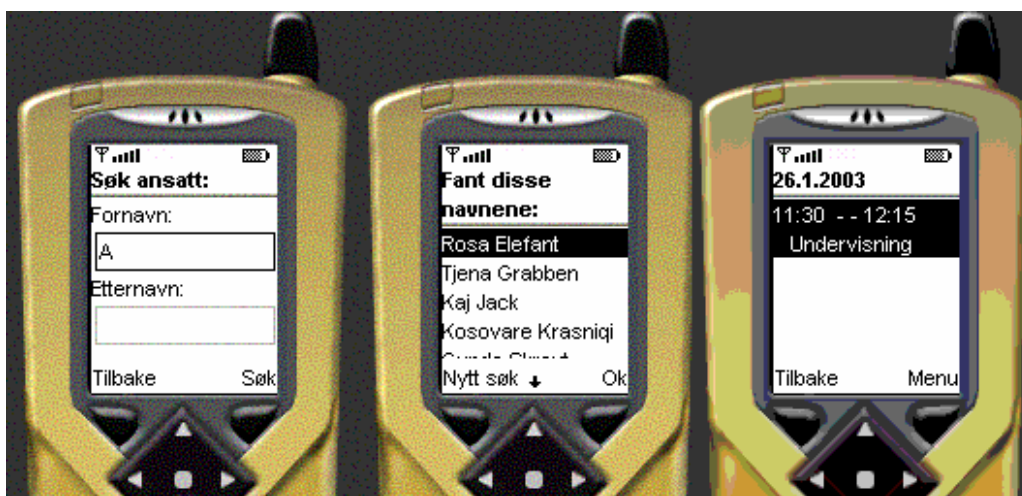 Søk ansatt:
Fornavn:
A
Etternavn:
Tilbake Søk
Fant disse
navnene:
Rosa Elefant
Tjena Grabben
Kaj Jack
Kosovare Krasniqi
Nytt søk Ok
26.1.2003
11:30 - - 12:15
Undervisning
Tilbake Menu